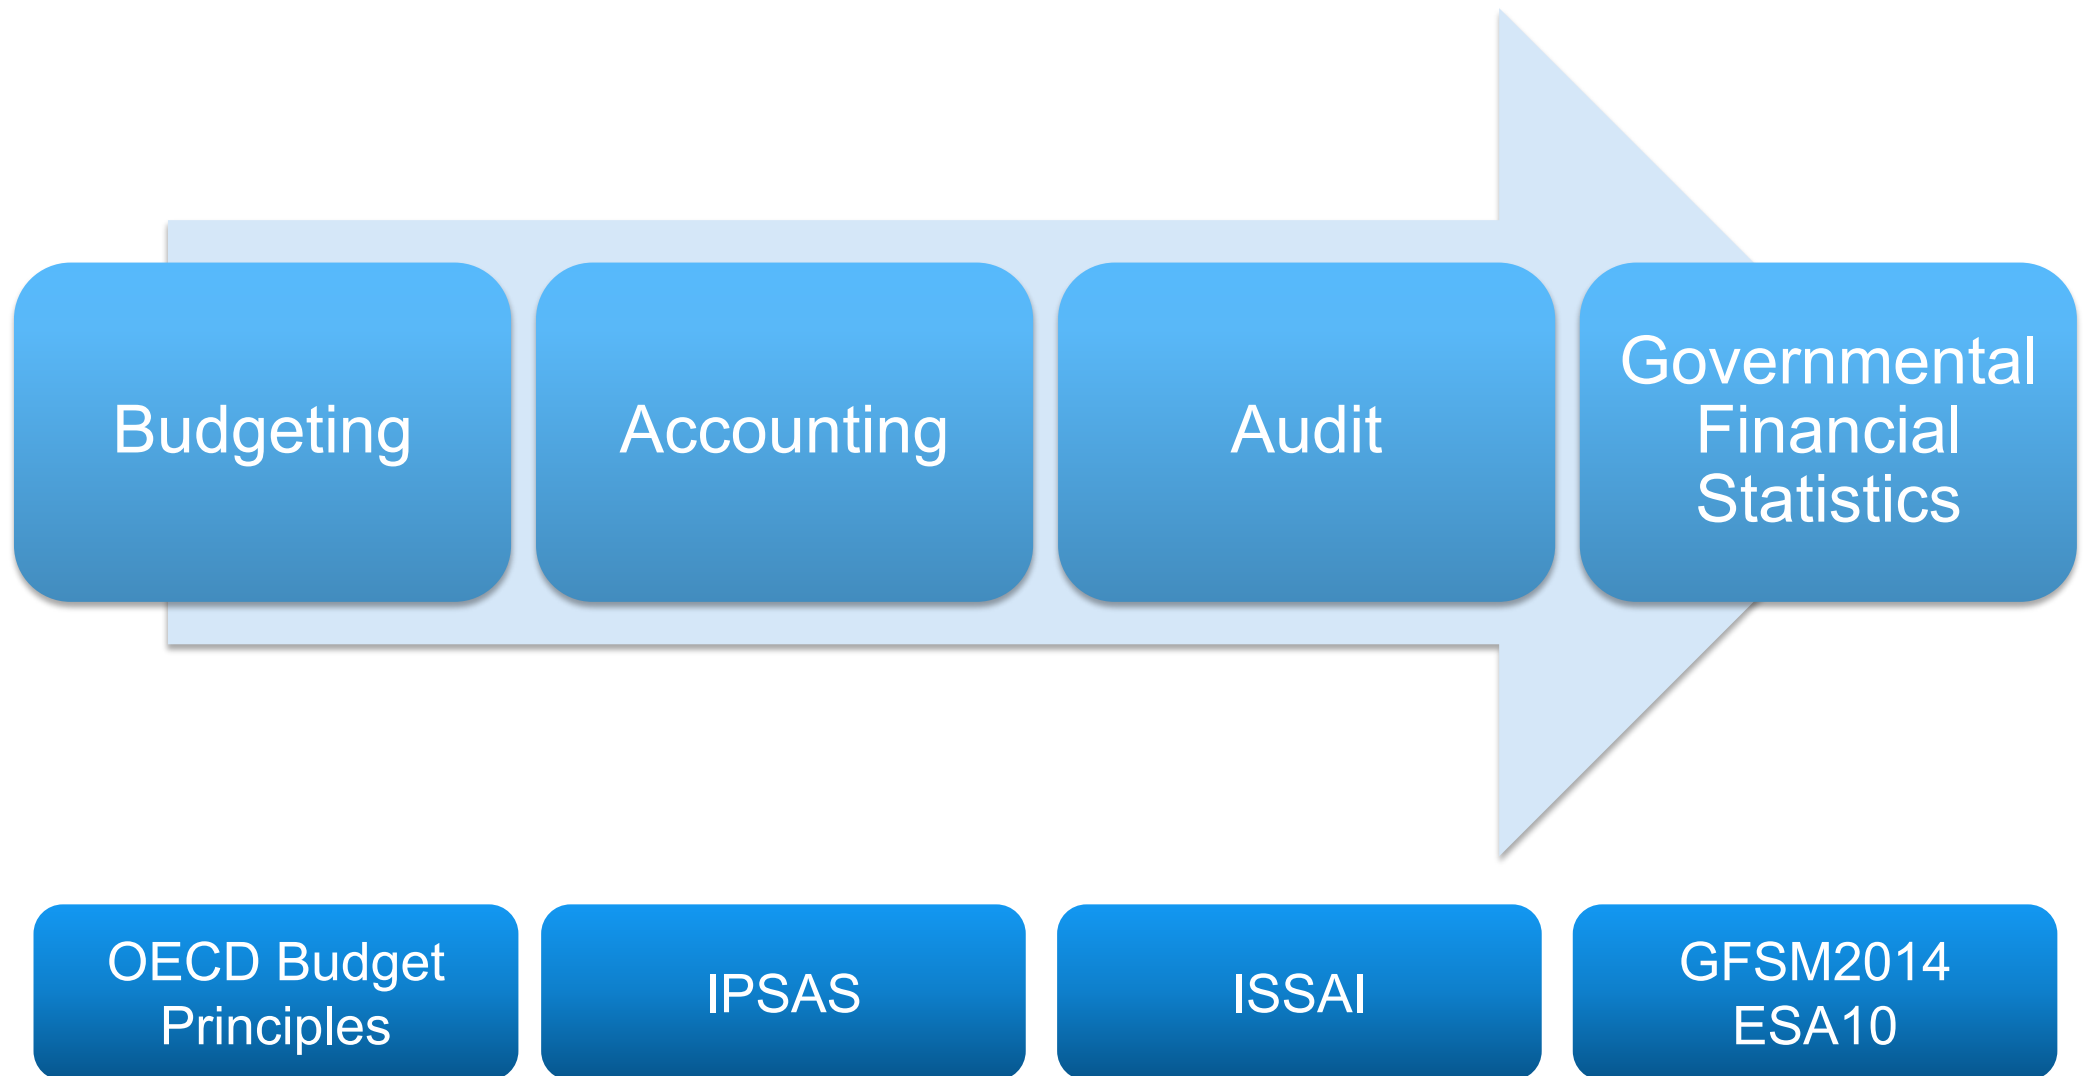 Budgeting
Accounting
Audit
Governmental
Financial
Statistics
OECD Budget
Principles
IPSAS
ISSAI
GFSM2014
ESA10